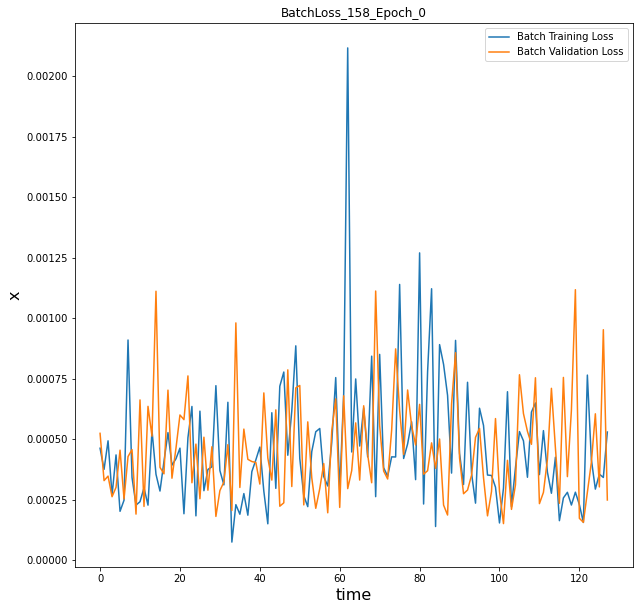 BatchLoss_158_Epoch_0
Batch Training Loss
Batch Validation Loss
0.00200
0.00175
0.00150
0.00125
0.00100
0.00075
0.00050
0.00025
0.00000
x
0 20 40 60 80 100 120
time